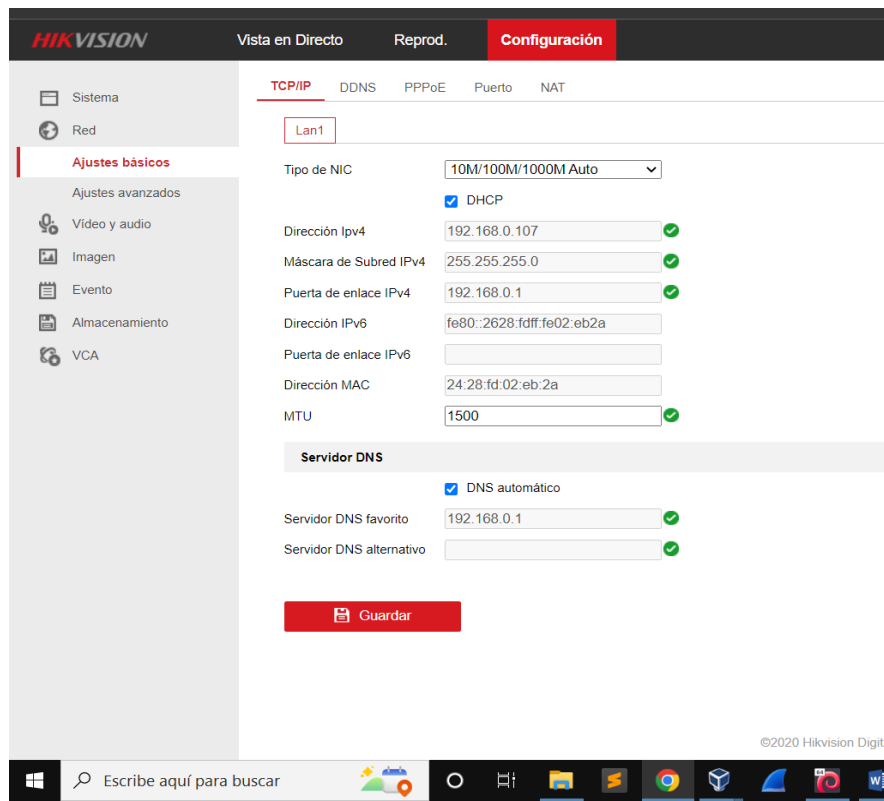 HIKVISION Vista en Directo Reprod. Configuración
TCP/IP DDNS PPPoE Puerto NAT
Sistema
Red
Ajustes básicos
Ajustes avanzados
Vídeo y audio
Imagen
Evento
Almacenamiento
VCA
Lan1
Tipo de NIC 10M/100M/1000M Auto
DHCP
Dirección Ipv4 192.168.0.107
Máscara de Subred IPv4 255.255.255.0
Puerta de enlace IPv4 192.168.0.1
Dirección IPv6 fe80::2628:fdff:fe02:eb2a
Puerta de enlace IPv6
Dirección MAC 24:28:fd:02:eb:2a
MTU 1500
Servidor DNS
DNS automático
Servidor DNS favorito 192.168.0.1
Servidor DNS alternativo
Guardar
©2020 Hikvision Digit
Escribe aquí para buscar